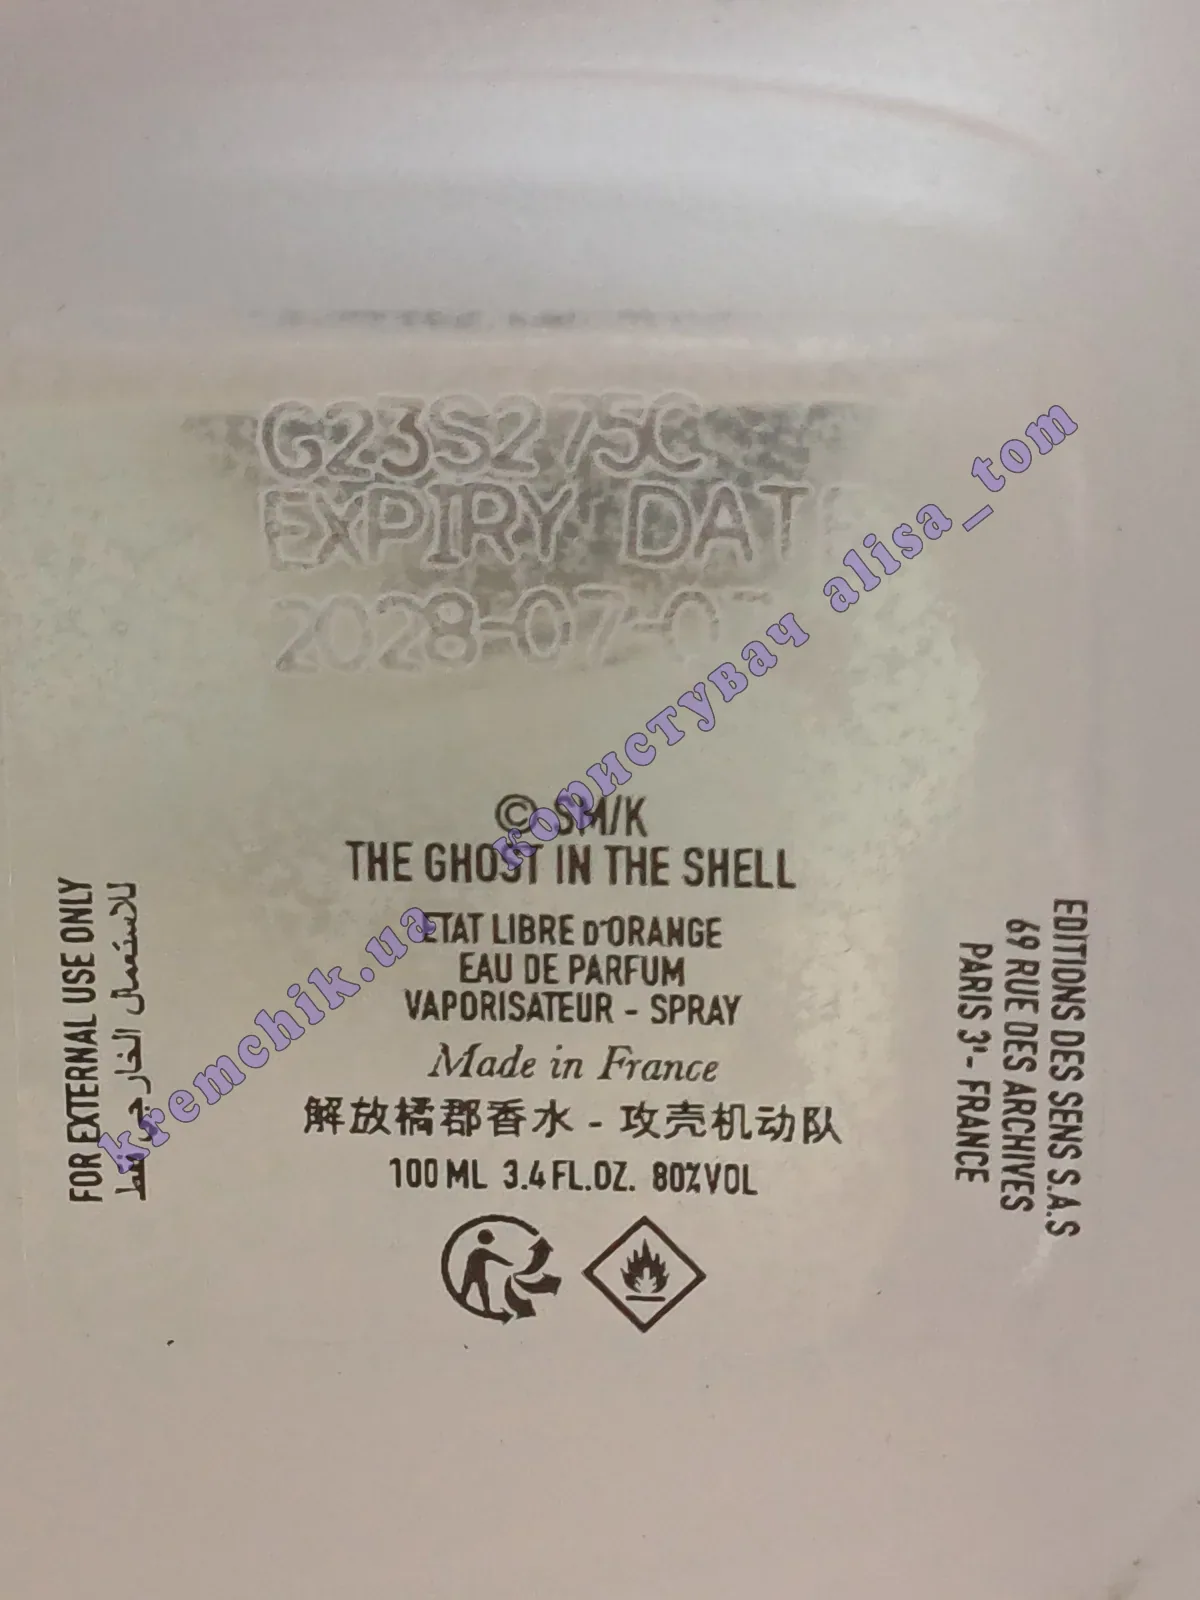 G23S275C
EXPIRY DATE
2028-07-
© SM/K
THE GHOST IN THE SHELL
ETAT LIBRE D'ORANGE
EAU DE PARFUM
VAPORISATEUR - SPRAY
Made in France
解放橘郡香水 - 攻壳机动队
100 ML 3.4 FL.OZ. 80%VOL
FOR EXTERNAL USE ONLY
للاستعمال الخارجي فقط
EDITIONS DES SENS S.A.S
69 RUE DES ARCHIVES
PARIS 3e - FRANCE
kremchik.ua користувач alisa_tom